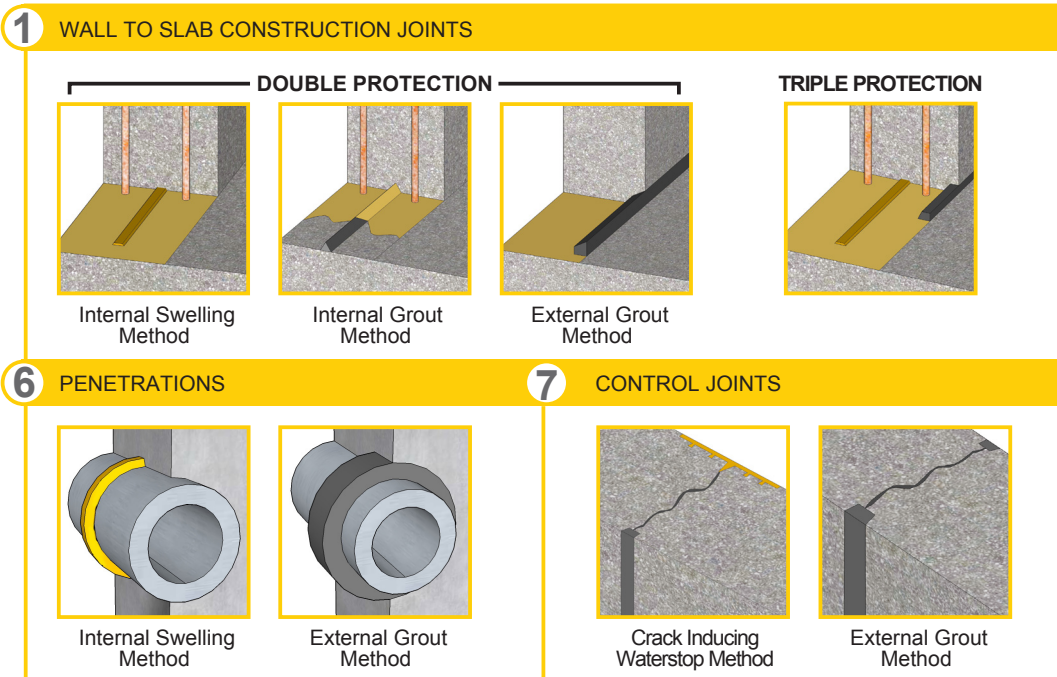 1 WALL TO SLAB CONSTRUCTION JOINTS
DOUBLE PROTECTION
TRIPLE PROTECTION
Internal Swelling
Method
Internal Grout
Method
External Grout
Method
6 PENETRATIONS
Internal Swelling
Method
External Grout
Method
7 CONTROL JOINTS
Crack Inducing
Waterstop Method
External Grout
Method